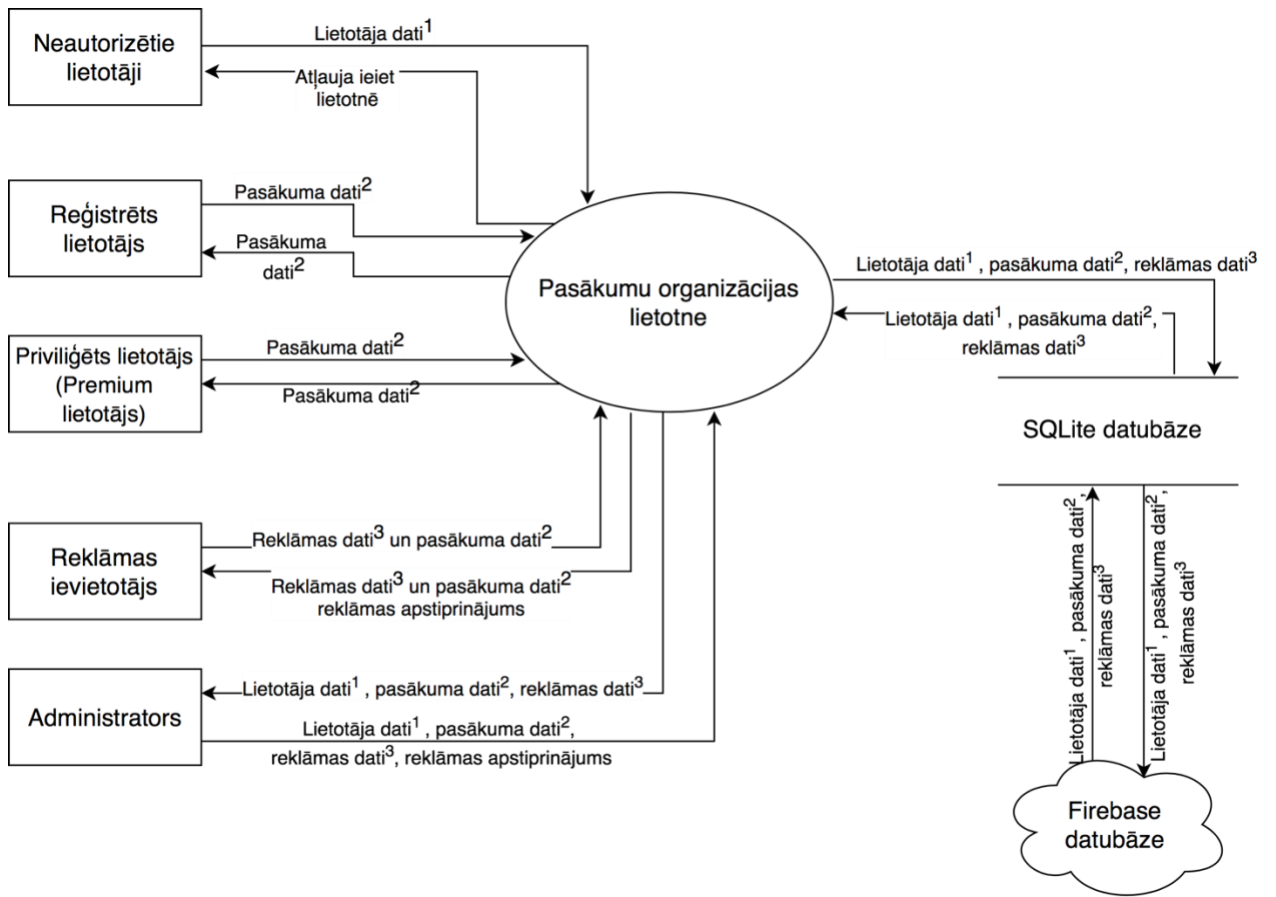 Neautorizētie
lietotāji
Lietotāja dati¹
Atļauja ieiet
lietotnē
Reģistrēts
lietotājs
Pasākuma dati²
Pasākuma
dati²
Priviliģēts lietotājs
(Premium
lietotājs)
Pasākuma dati²
Pasākuma dati²
Pasākumu organizācijas
lietotne
Lietotāja dati¹ , pasākuma dati², reklāmas dati³
Lietotāja dati¹ , pasākuma dati²,
reklāmas dati³
SQLite datubāze
Reklāmas
ievietotājs
Reklāmas dati³ un pasākuma dati²
Reklāmas dati³ un pasākuma dati²
reklāmas apstiprinājums
Administrators
Lietotāja dati¹ , pasākuma dati², reklāmas dati³
Lietotāja dati¹ , pasākuma dati²,
reklāmas dati³, reklāmas apstiprinājums
Lietotāja dati¹ , pasākuma dati²,
reklāmas dati³
Lietotāja dati¹ , pasākuma dati²,
reklāmas dati³
Firebase
datubāze